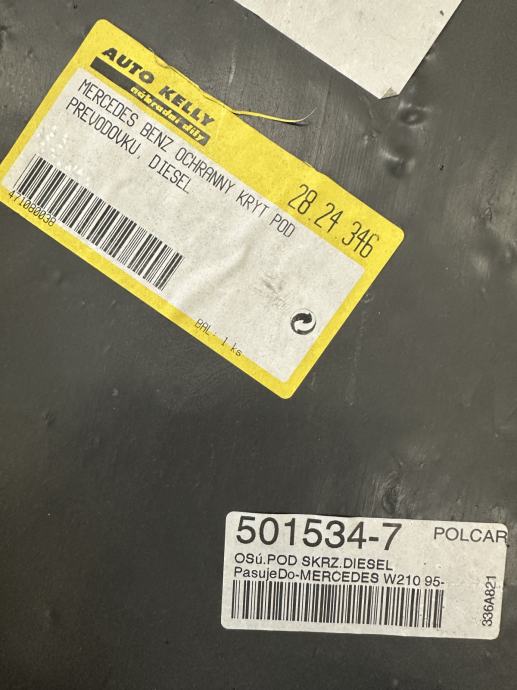 AUTO KELLY
náhradní díly
MERCEDES BENZ OCHRANNY KRYT POD
PREVODOVKU, DIESEL
28.24.346
471080038
BAL: 1 ks
501534-7 POLCAR
OSú.POD SKRZ.DIESEL
PasujeDo-MERCEDES W210 95-
336A821